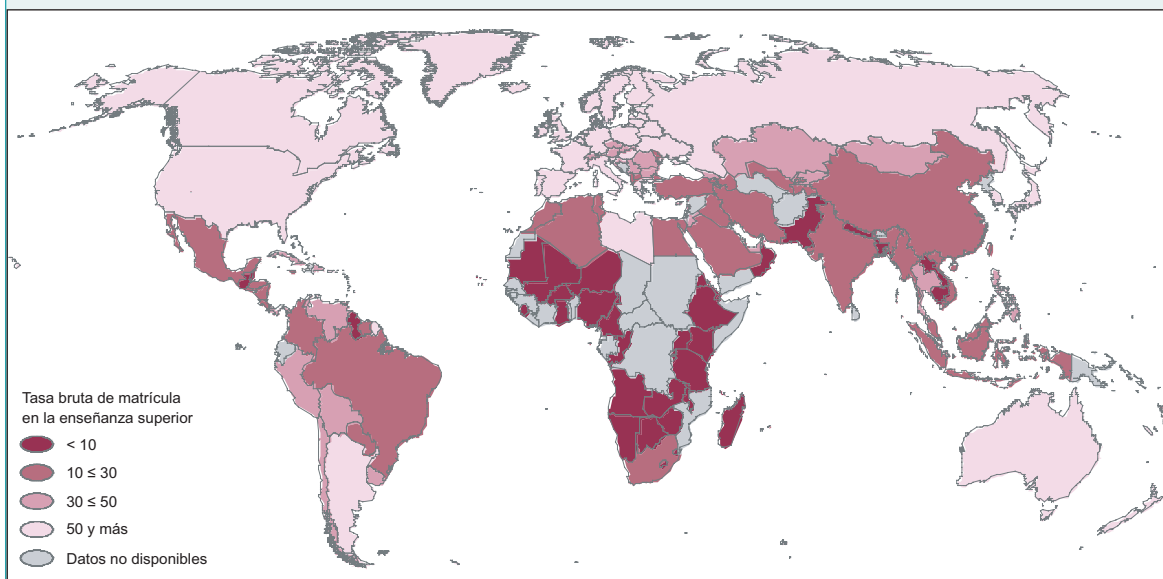 Tasa bruta de matrícula
en la enseñanza superior
< 10
10 ≤ 30
30 ≤ 50
50 y más
Datos no disponibles